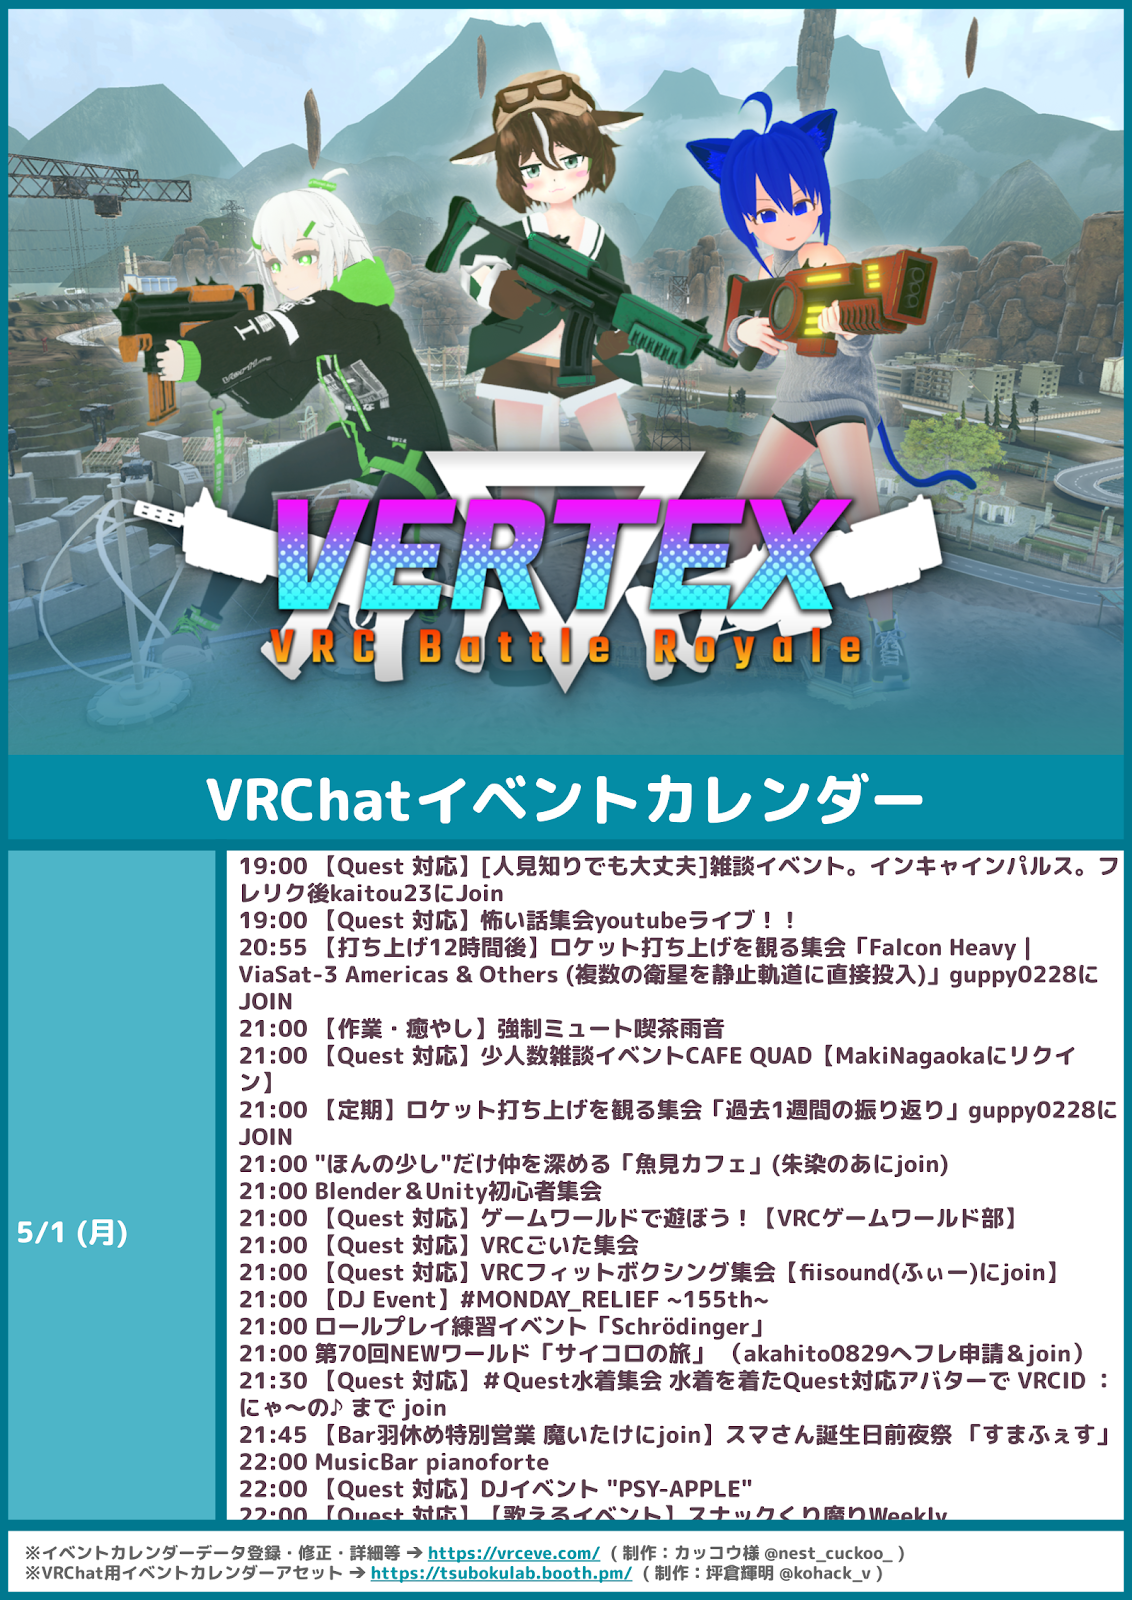 VERTEX
VRC Battle Royale
VRChatイベントカレンダー
5/1 (月)
19:00 【Quest 対応】[人見知りでも大丈夫]雑談イベント。インキャインパルス。フ
レリク後kaitou23にJoin
19:00 【Quest 対応】怖い話集会youtubeライブ！！
20:55 【打ち上げ12時間後】ロケット打ち上げを観る集会「Falcon Heavy |
ViaSat-3 Americas & Others (複数の衛星を静止軌道に直接投入)」guppy0228に
JOIN
21:00 【作業・癒やし】強制ミュート喫茶雨音
21:00 【Quest 対応】少人数雑談イベントCAFE QUAD【MakiNagaokaにリクイ
ン】
21:00 【定期】ロケット打ち上げを観る集会「過去1週間の振り返り」guppy0228に
JOIN
21:00 "ほんの少し"だけ仲を深める「魚見カフェ」(朱染のあにjoin)
21:00 Blender＆Unity初心者集会
21:00 【Quest 対応】ゲームワールドで遊ぼう！【VRCゲームワールド部】
21:00 【Quest 対応】VRCごいた集会
21:00 【Quest 対応】VRCフィットボクシング集会【fiisound(ふぃー)にjoin】
21:00 【DJ Event】#MONDAY_RELIEF ~155th~
21:00 ロールプレイ練習イベント「Schrödinger」
21:00 第70回NEWワールド「サイコロの旅」（akahito0829へフレ申請＆join）
21:30 【Quest 対応】＃Quest水着集会 水着を着たQuest対応アバターで VRCID ：
にゃ〜の♪ まで join
21:45 【Bar羽休め特別営業 魔いたけにjoin】スマさん誕生日前夜祭 「すまふぇす」
22:00 MusicBar pianoforte
22:00 【Quest 対応】DJイベント "PSY-APPLE"
22:00 【Quest 対応】【歌えるイベント】スナックくり魔りWeekly
※イベントカレンダーデータ登録・修正・詳細等 ➔ https://vrceve.com/ ( 制作：カッコウ様 @nest_cuckoo_ )
※VRChat用イベントカレンダーアセット ➔ https://tsubokulab.booth.pm/ ( 制作：坪倉輝明 @kohack_v )